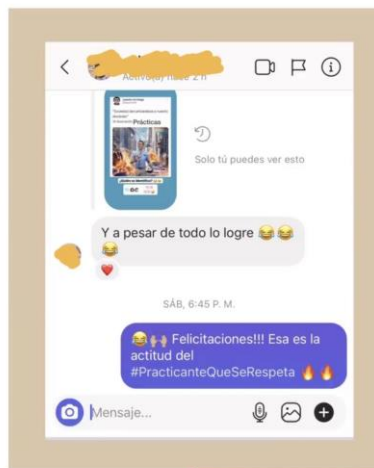 Activo(a) hace 2 h
Prácticas
Solo tú puedes ver esto
Y a pesar de todo lo logre 😂😂
😂
SÁB, 6:45 P. M.
😂🙌 Felicitaciones!!! Esa es la
actitud del
#PracticanteQueSeRespeta 🔥🔥
Mensaje...